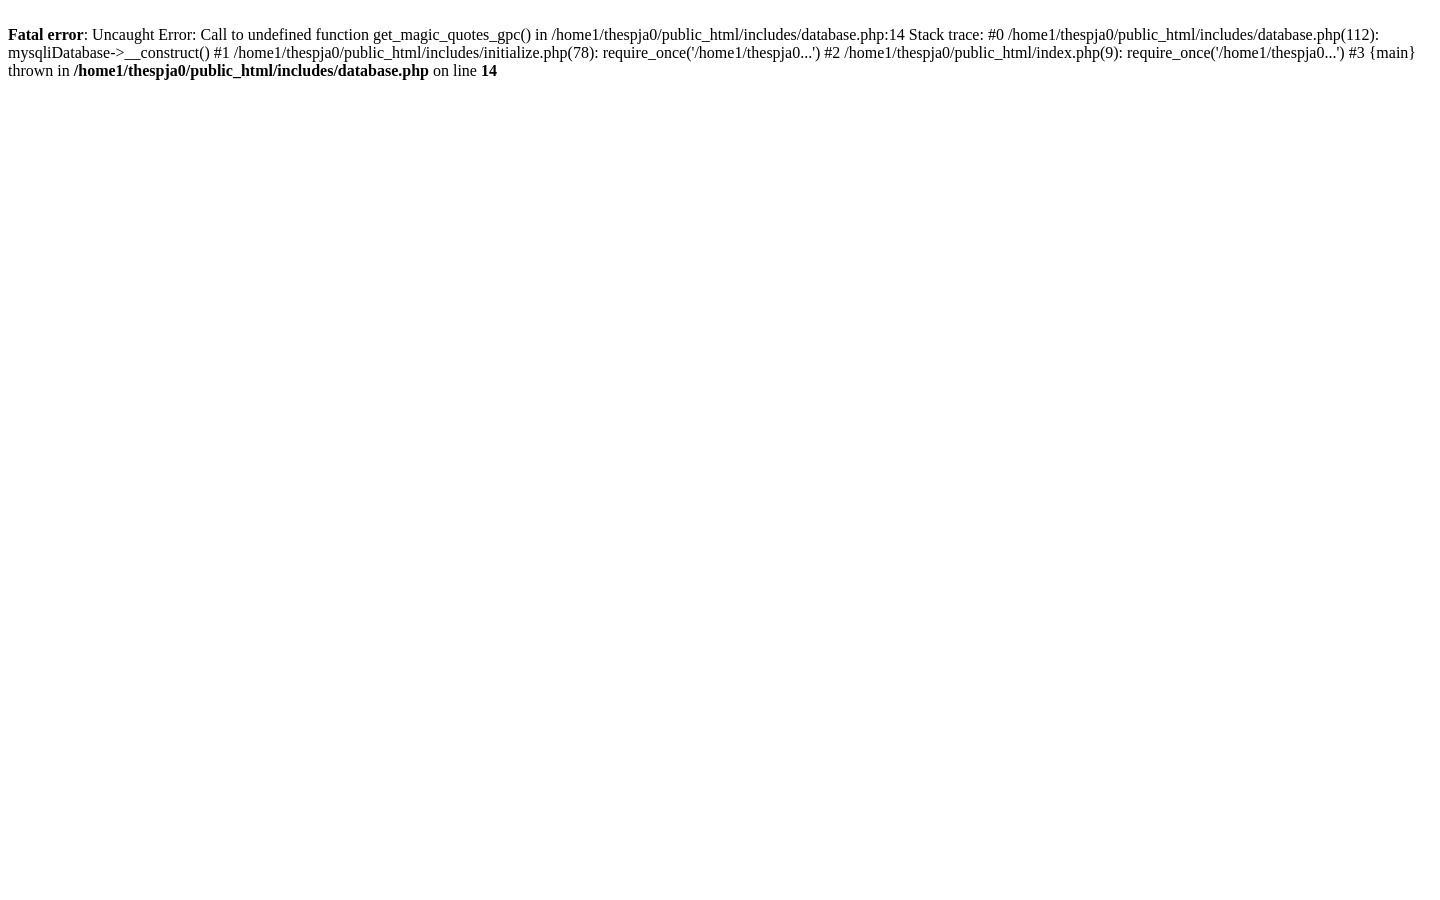 Fatal error: Uncaught Error: Call to undefined function get_magic_quotes_gpc() in /home1/thespja0/public_html/includes/database.php:14 Stack trace: #0 /home1/thespja0/public_html/includes/database.php(112):
mysqliDatabase->__construct() #1 /home1/thespja0/public_html/includes/initialize.php(78): require_once('/home1/thespja0...') #2 /home1/thespja0/public_html/index.php(9): require_once('/home1/thespja0...') #3 {main}
thrown in /home1/thespja0/public_html/includes/database.php on line 14